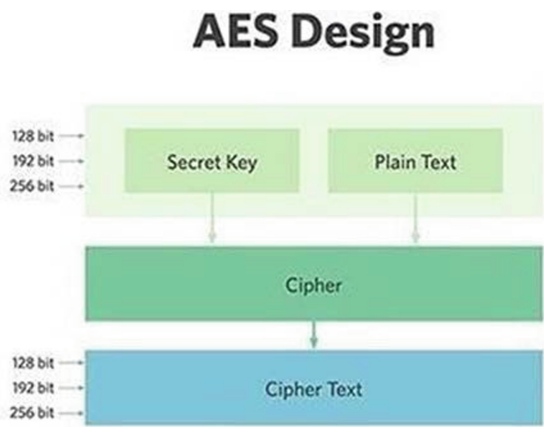 AES Design
128 bit
192 bit
256 bit
Secret Key
Plain Text
Cipher
128 bit
192 bit
256 bit
Cipher Text